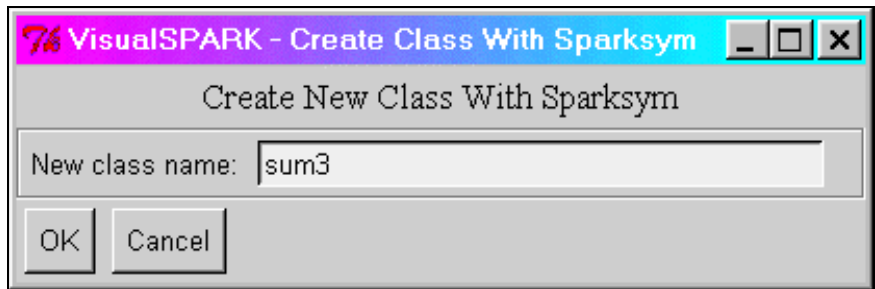 VisualSPARK - Create Class With Sparksym
Create New Class With Sparksym
New class name: sum3
OK Cancel